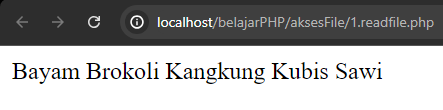 localhost/belajarPHP/aksesFile/1.readfile.php
Bayam Brokoli Kangkung Kubis Sawi